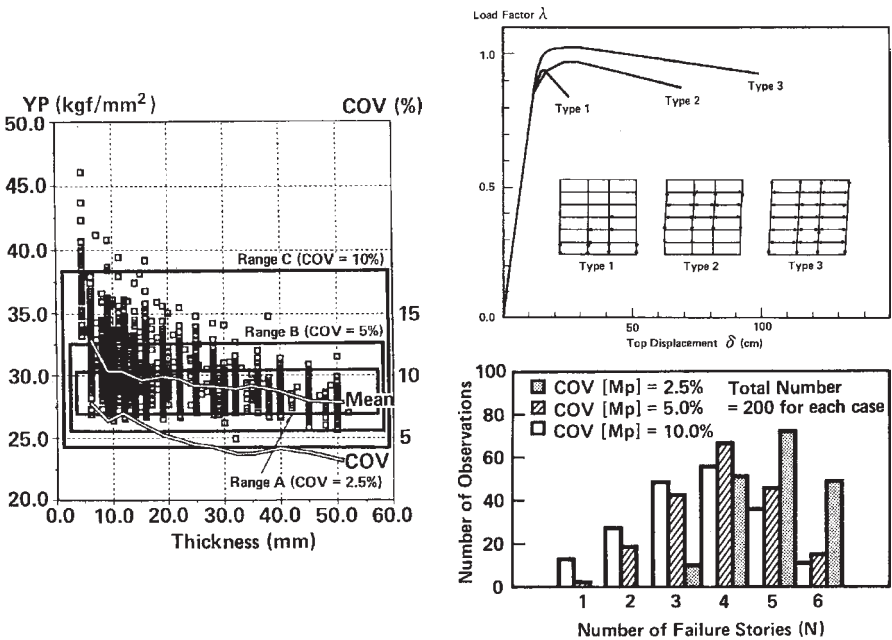 YP (kgf/mm²)
COV (%)
50.0
45.0
40.0
35.0
30.0
25.0
20.0
15
10
5
Range C (COV = 10%)
Range B (COV = 5%)
Mean
COV
Range A (COV = 2.5%)
0.0 10.0 20.0 30.0 40.0 50.0 60.0
Thickness (mm)
Load Factor λ
1.0
0.5
0.0
Type 1
Type 2
Type 3
Type 1 Type 2 Type 3
50 100
Top Displacement δ (cm)
Number of Observations
100
80
60
40
20
0
COV [Mp] = 2.5% Total Number
COV [Mp] = 5.0% = 200 for each case
COV [Mp] = 10.0%
1 2 3 4 5 6
Number of Failure Stories (N)